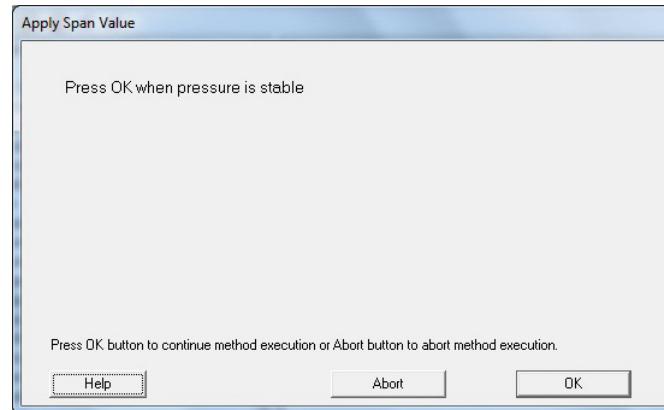 Apply Span Value
Press OK when pressure is stable
Press OK button to continue method execution or Abort button to abort method execution.
Help Abort OK